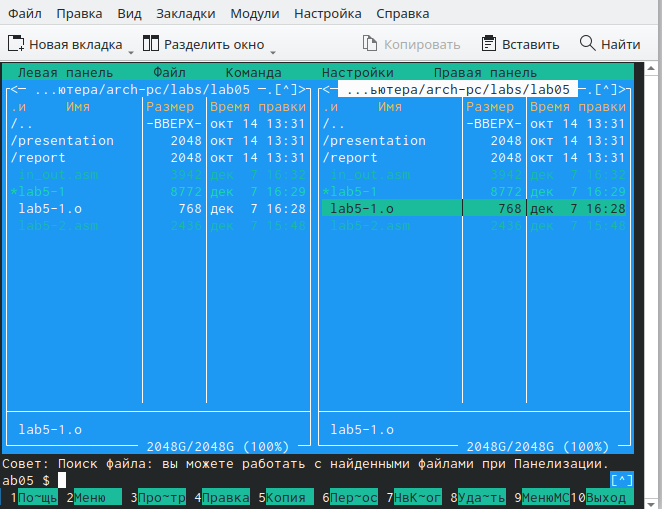 Файл Правка Вид Закладки Модули Настройка Справка
Новая вкладка Разделить окно Копировать Вставить Найти
Левая панель Файл Команда Настройки Правая панель
<─ ...ютера/arch-pc/labs/lab05 ─.[^]> <─ ...ьютера/arch-pc/labs/lab05 ─.[^]>
.и Имя Размер Время правки .и Имя Размер Время правки
/.. -ВВЕРХ- окт 14 13:31 /.. -ВВЕРХ- окт 14 13:31
/presentation 2048 окт 14 13:31 /presentation 2048 окт 14 13:31
/report 2048 окт 14 13:31 /report 2048 окт 14 13:31
in_out.asm 3942 дек 7 16:32 in_out.asm 3942 дек 7 16:32
*lab5-1 8772 дек 7 16:29 *lab5-1 8772 дек 7 16:29
lab5-1.o 768 дек 7 16:28 lab5-1.o 768 дек 7 16:28
lab5-2.asm 2436 дек 7 15:48 lab5-2.asm 2436 дек 7 15:48
lab5-1.o lab5-1.o
2048G/2048G (100%) 2048G/2048G (100%)
Совет: Поиск файла: вы можете работать с найденными файлами при Панелизации.
ab05 $ [^]
1По~щь 2Меню 3Про~тр 4Правка 5Копия 6Пер~ос 7НвК~ог 8Уда~ть 9МенюMC 10Выход